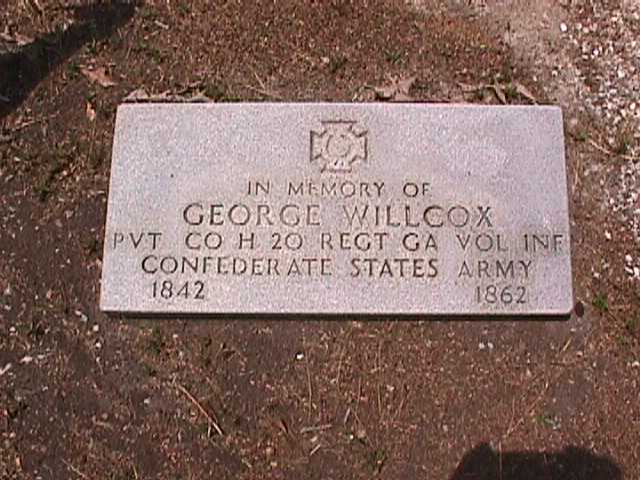 IN MEMORY OF
GEORGE WILLCOX
PVT CO H 20 REGT GA VOL INF
CONFEDERATE STATES ARMY
1842 1862